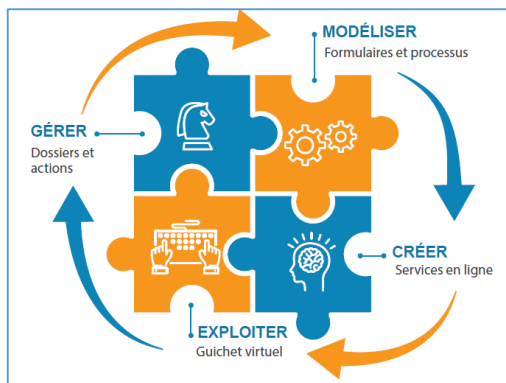 MODÉLISER
Formulaires et processus
GÉRER
Dossiers et
actions
CRÉER
Services en ligne
EXPLOITER
Guichet virtuel